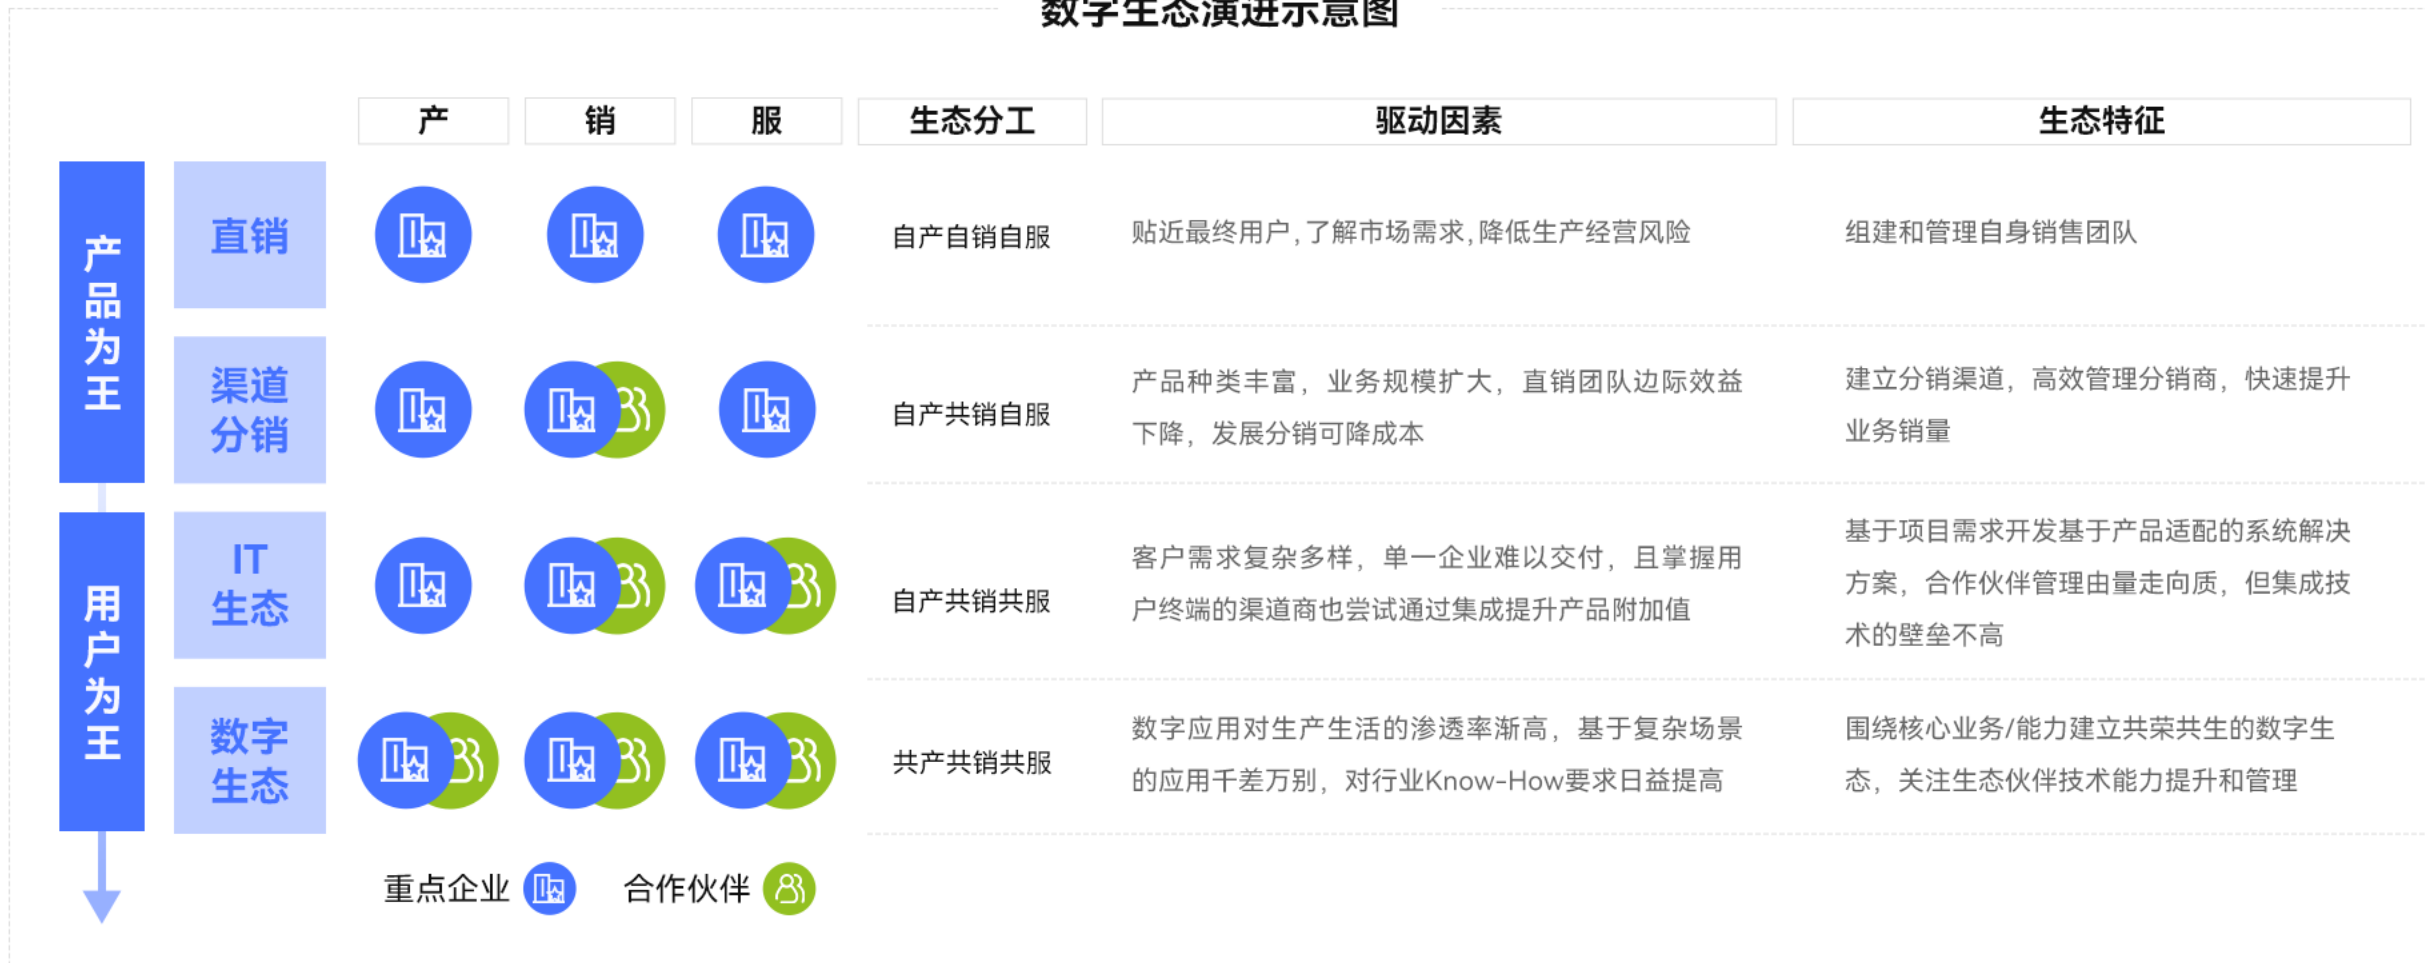 数字生态演进示意图
产
销
服
生态分工
驱动因素
生态特征
产品为王
直销
自产自销自服
贴近最终用户,了解市场需求,降低生产经营风险
组建和管理自身销售团队
渠道
分销
自产共销自服
产品种类丰富，业务规模扩大，直销团队边际效益
下降，发展分销可降成本
建立分销渠道，高效管理分销商，快速提升
业务销量
用户为王
IT
生态
自产共销共服
客户需求复杂多样，单一企业难以交付，且掌握用
户终端的渠道商也尝试通过集成提升产品附加值
基于项目需求开发基于产品适配的系统解决
方案，合作伙伴管理由量走向质，但集成技
术的壁垒不高
数字
生态
共产共销共服
数字应用对生产生活的渗透率渐高，基于复杂场景
的应用千差万别，对行业Know-How要求日益提高
围绕核心业务/能力建立共荣共生的数字生
态，关注生态伙伴技术能力提升和管理
重点企业
合作伙伴